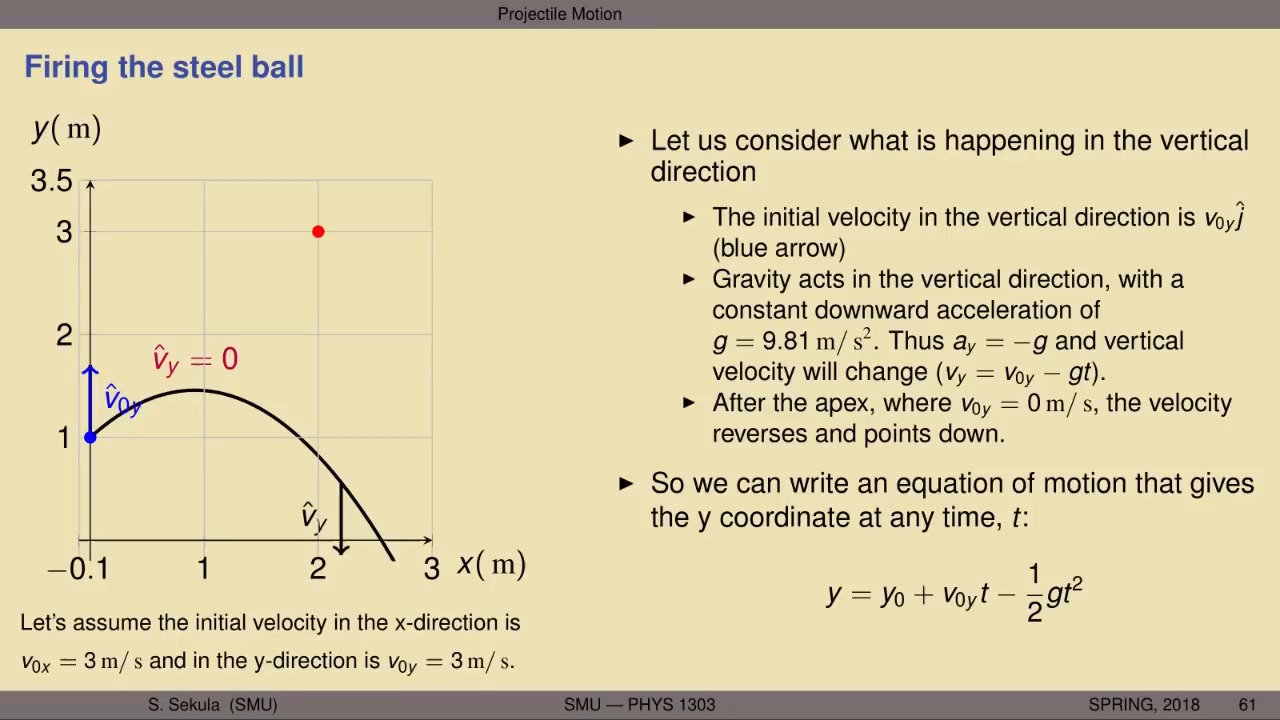 Projectile Motion
Firing the steel ball
y( m)
3.5
3
2
1
v̂y = 0
v̂0y
v̂y
−0.1
1
2
3
x( m)
Let's assume the initial velocity in the x-direction is
v0x = 3 m/ s and in the y-direction is v0y = 3 m/ s.
► Let us consider what is happening in the vertical
direction
► The initial velocity in the vertical direction is v0yĵ
(blue arrow)
► Gravity acts in the vertical direction, with a
constant downward acceleration of
g = 9.81 m/ s². Thus ay = −g and vertical
velocity will change (vy = v0y − gt).
► After the apex, where v0y = 0 m/ s, the velocity
reverses and points down.
► So we can write an equation of motion that gives
the y coordinate at any time, t:
y = y0 + v0yt − 1/2 gt²
S. Sekula (SMU)
SMU — PHYS 1303
SPRING, 2018
61